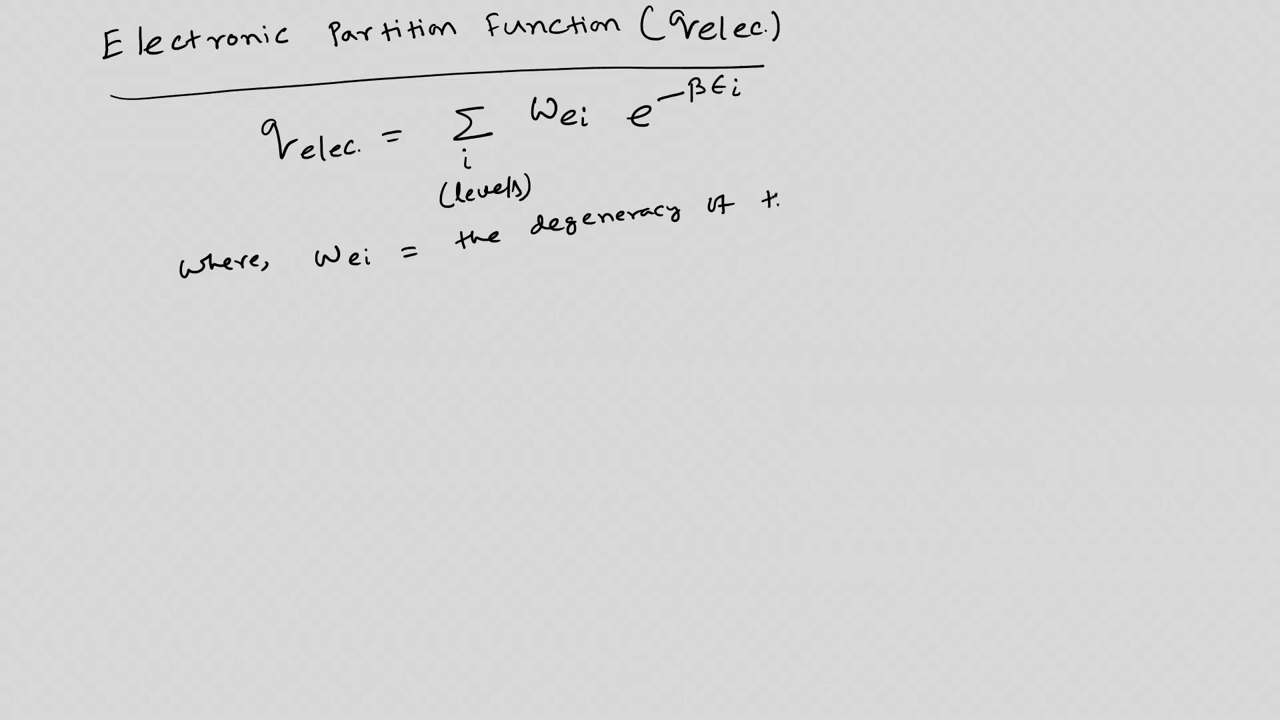 Electronic Partition Function (qelec.)
qelec. = Σ ωei e^-βϵi
i
(levels)
where, ωei = the degeneracy of t